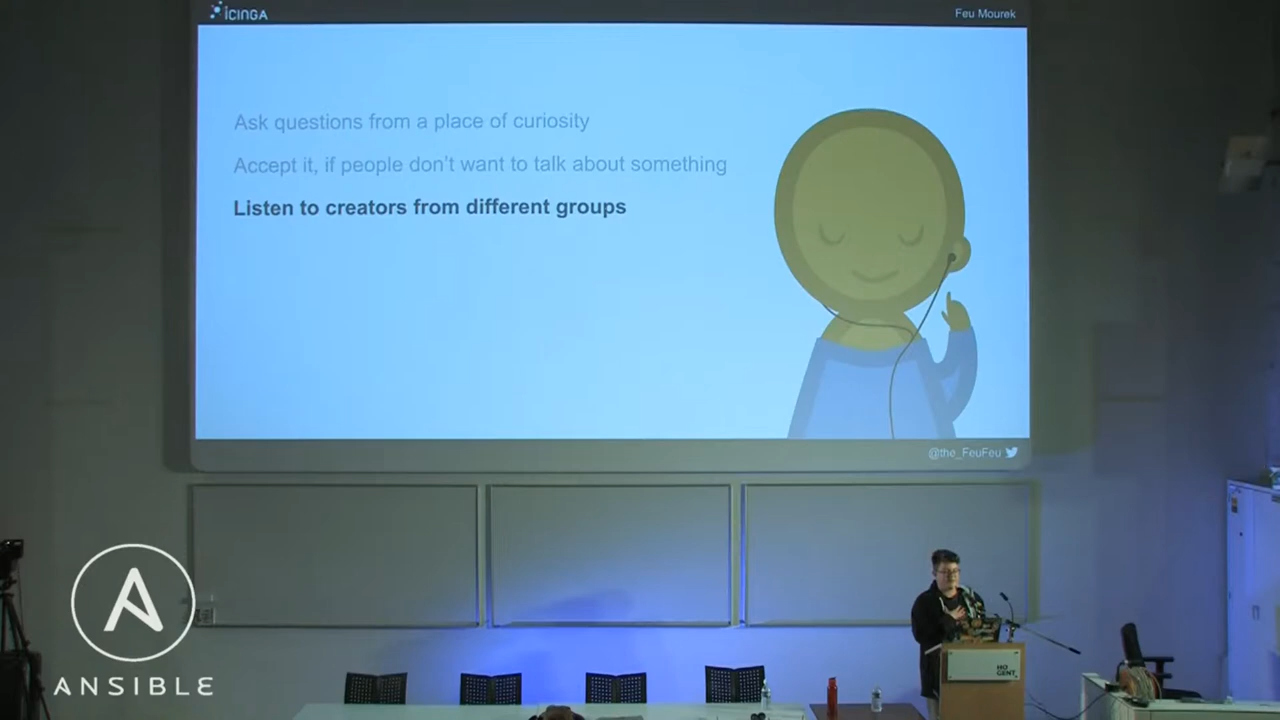 icinga
Feu Mourek
Ask questions from a place of curiosity
Accept it, if people don't want to talk about something
Listen to creators from different groups
@the_FeuFeu
HO
GENT
ANSIBLE